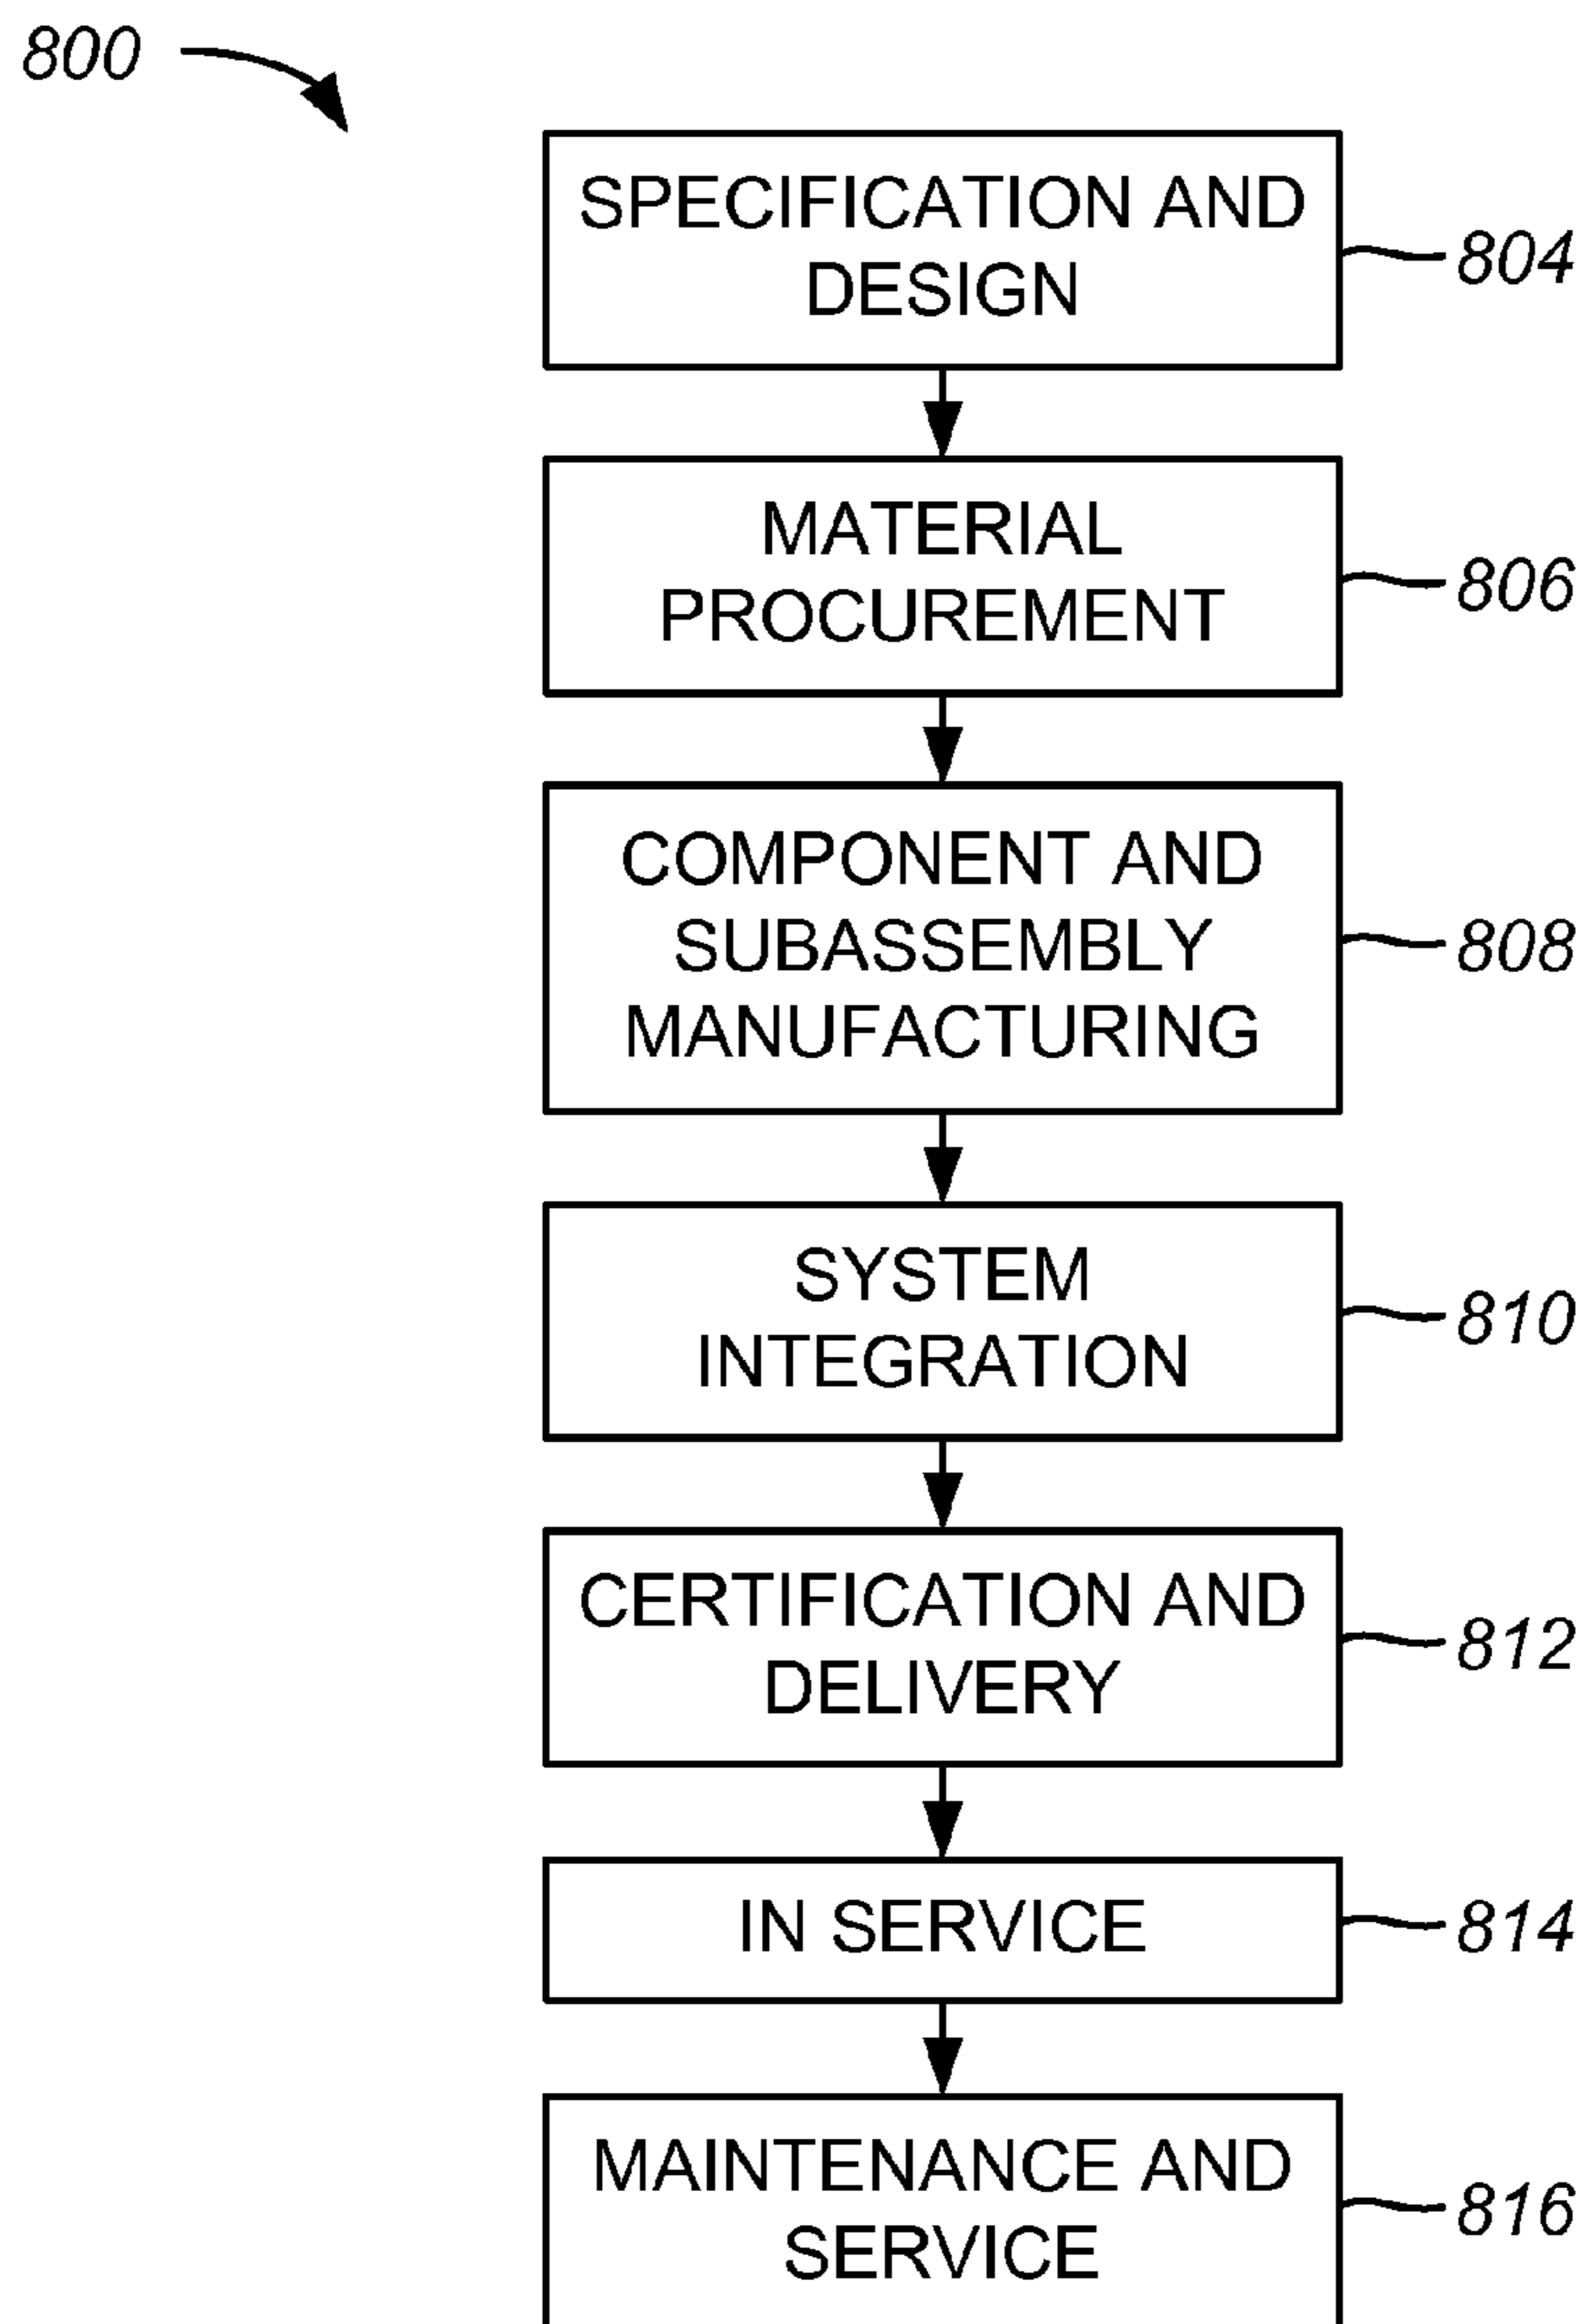 800
SPECIFICATION AND
DESIGN
804
MATERIAL
PROCUREMENT
806
COMPONENT AND
SUBASSEMBLY
MANUFACTURING
808
SYSTEM
INTEGRATION
810
CERTIFICATION AND
DELIVERY
812
IN SERVICE
814
MAINTENANCE AND
SERVICE
816